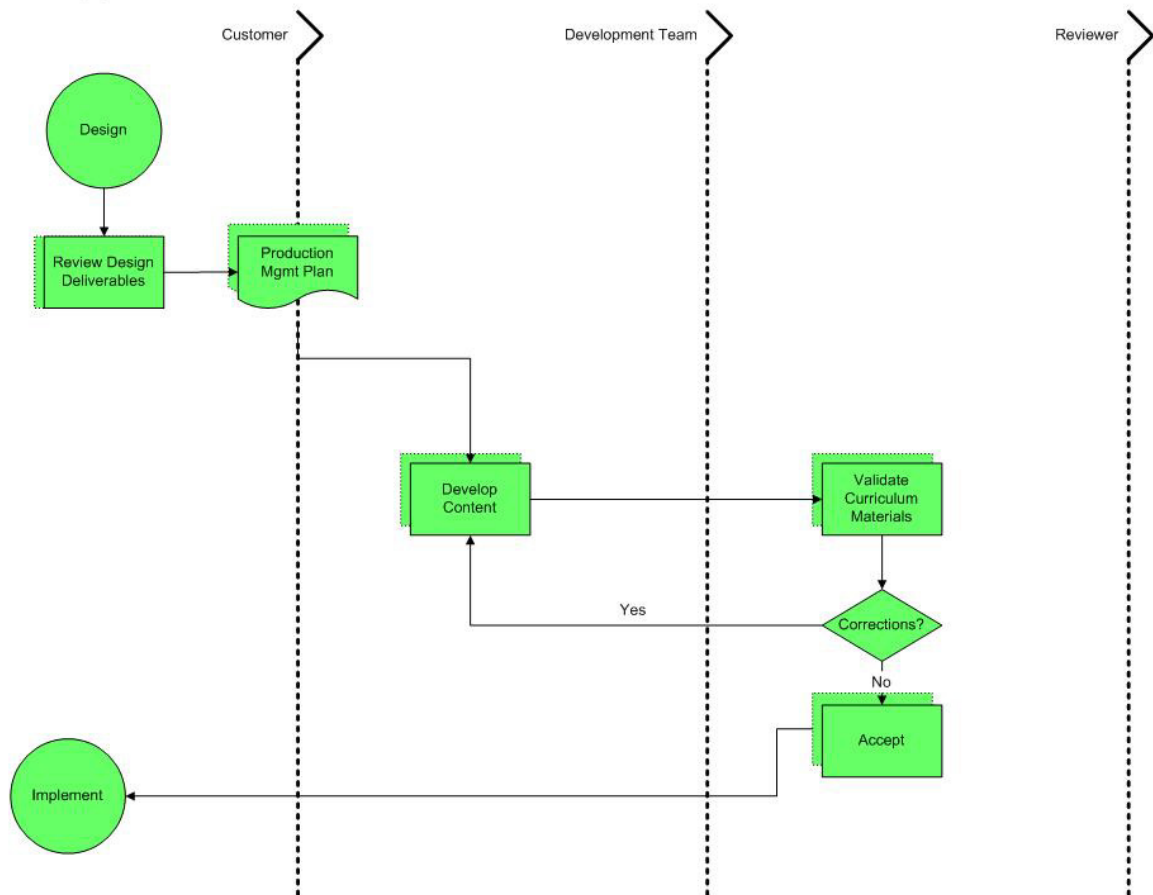 Customer
Development Team
Reviewer
Design
Review Design
Deliverables
Production
Mgmt Plan
Develop
Content
Validate
Curriculum
Materials
Yes
Corrections?
No
Accept
Implement